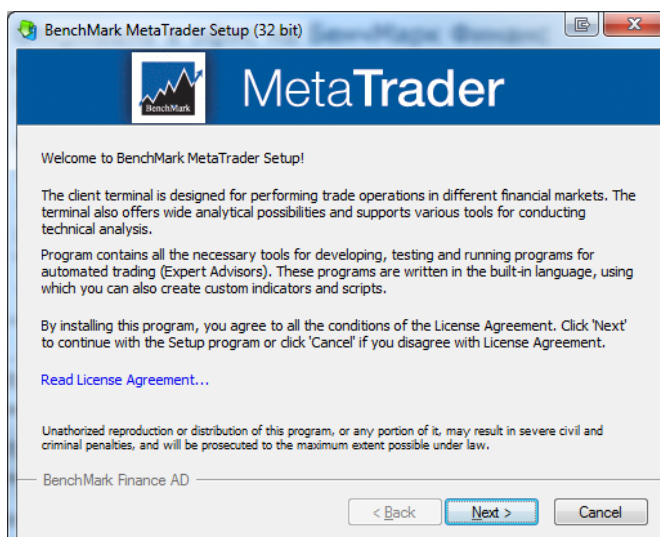 BenchMark MetaTrader Setup (32 bit)
BenchMark
MetaTrader
Welcome to BenchMark MetaTrader Setup!
The client terminal is designed for performing trade operations in different financial markets. The
terminal also offers wide analytical possibilities and supports various tools for conducting
technical analysis.
Program contains all the necessary tools for developing, testing and running programs for
automated trading (Expert Advisors). These programs are written in the built-in language, using
which you can also create custom indicators and scripts.
By installing this program, you agree to all the conditions of the License Agreement. Click 'Next'
to continue with the Setup program or click 'Cancel' if you disagree with License Agreement.
Read License Agreement...
Unathorized reproduction or distribution of this program, or any portion of it, may result in severe civil and
criminal penalties, and will be prosecuted to the maximum extent possible under law.
BenchMark Finance AD
< Back
Next >
Cancel